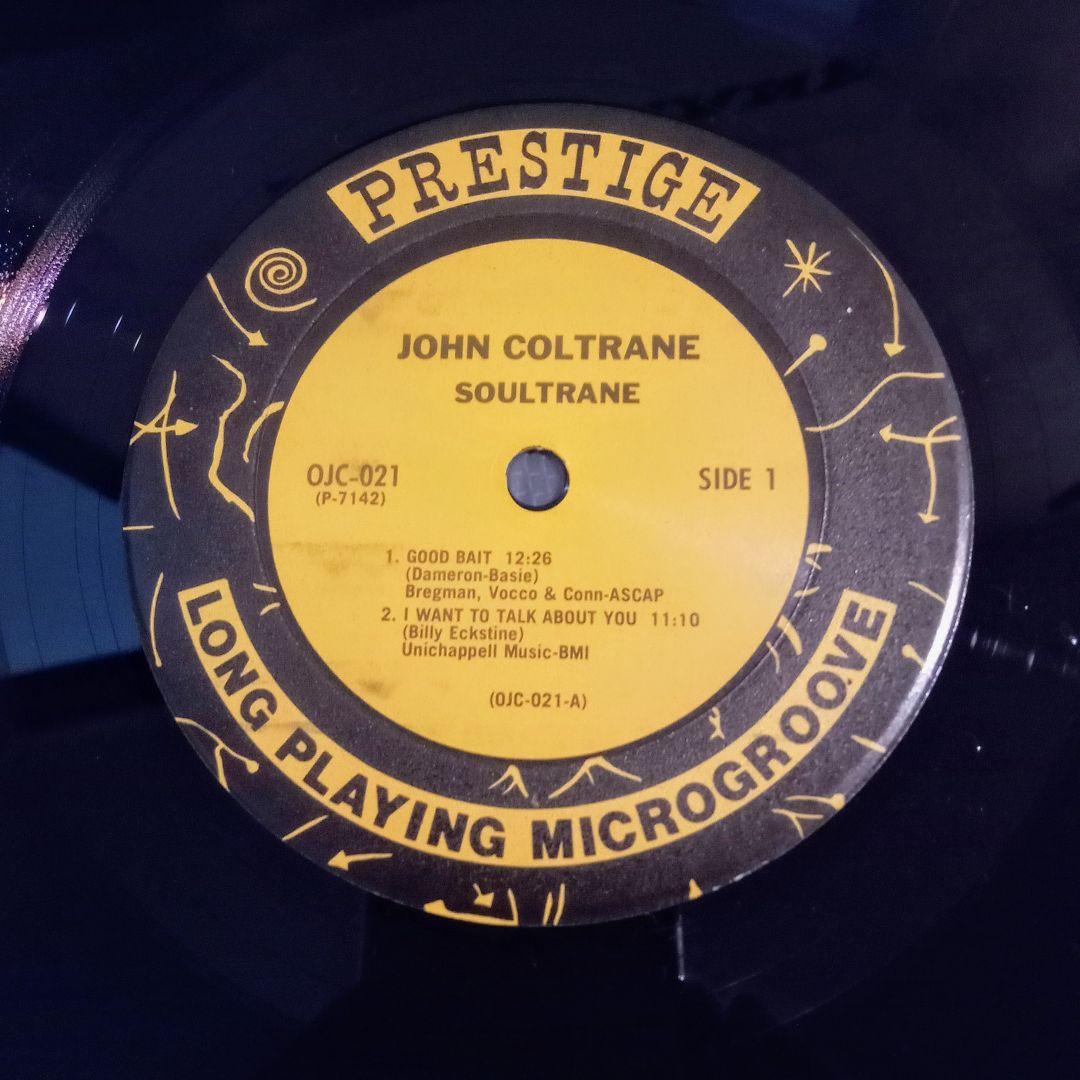 PRESTIGE
JOHN COLTRANE
SOULTRANE
OJC-021
(P-7142)
SIDE 1
1. GOOD BAIT 12:26
(Dameron-Basie)
Bregman, Vocco & Conn-ASCAP
2. I WANT TO TALK ABOUT YOU 11:10
(Billy Eckstine)
Unichappell Music-BMI
(OJC-021-A)
LONG PLAYING MICROGROOVE